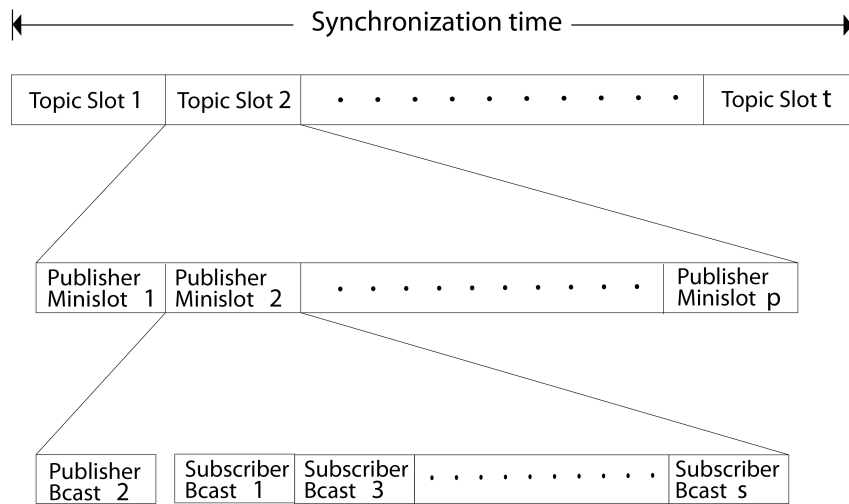 Synchronization time
Topic Slot 1 Topic Slot 2 . . . . . . . . . . Topic Slot t
Publisher Publisher Publisher
Minislot 1 Minislot 2 . . . . . . . . . . Minislot p
Publisher Subscriber Subscriber Subscriber
Bcast 2 Bcast 1 Bcast 3 . . . . . . . . . . Bcast s